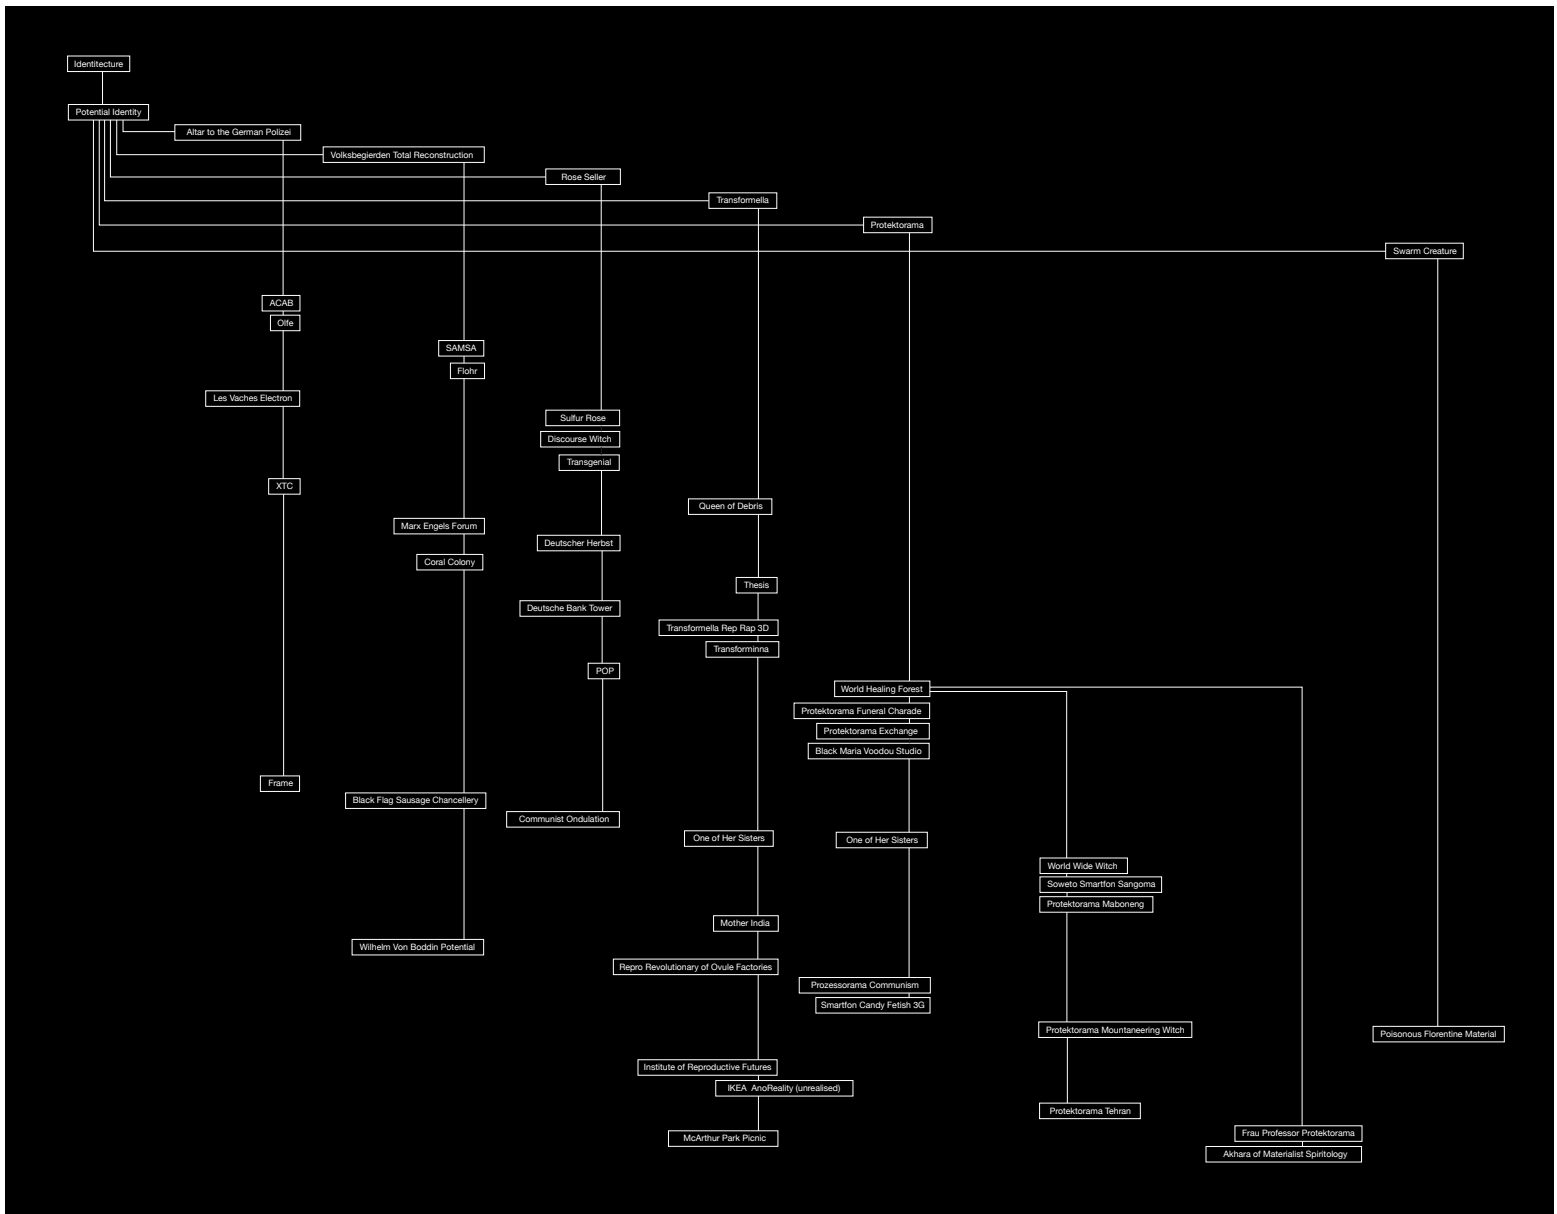 Identitecture
Potential Identity
Altar to the German Polizei
Volksbegierden Total Reconstruction
Rose Seller
Transformella
Protektorama
Swarm Creature
ACAB
Olfe
SAMSA
Flohr
Les Vaches Electron
Sulfur Rose
Discourse Witch
Transgenial
XTC
Queen of Debris
Marx Engels Forum
Deutscher Herbst
Coral Colony
Thesis
Deutsche Bank Tower
Transformella Rep Rap 3D
Transforminna
POP
World Healing Forest
Protektorama Funeral Charade
Protektorama Exchange
Black Maria Voodou Studio
Frame
Black Flag Sausage Chancellery
Communist Ondulation
One of Her Sisters
One of Her Sisters
World Wide Witch
Soweto Smartfon Sangoma
Protektorama Maboneng
Mother India
Wilhelm Von Boddin Potential
Repro Revolutionary of Ovule Factories
Prozessorama Communism
Smartfon Candy Fetish 3G
Protektorama Mountaneering Witch
Poisonous Florentine Material
Institute of Reproductive Futures
IKEA  AnoReality (unrealised)
Protektorama Tehran
McArthur Park Picnic
Frau Professor Protektorama
Akhara of Materialist Spiritology